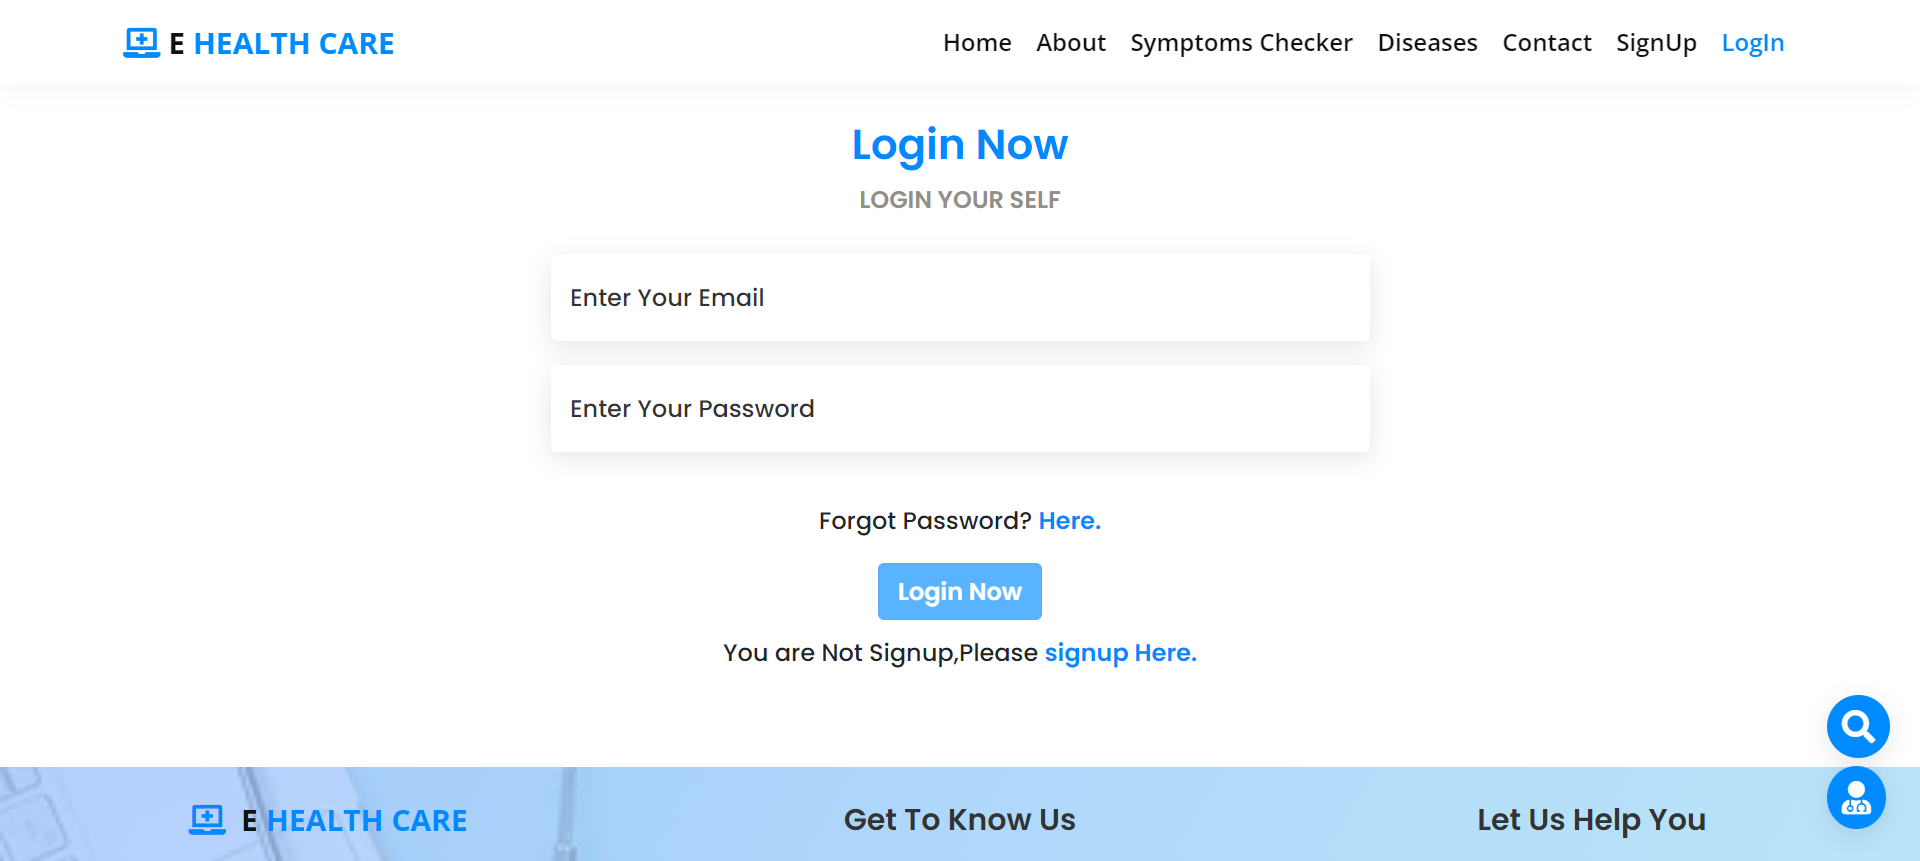 E HEALTH CARE
Home About Symptoms Checker Diseases Contact SignUp LogIn
Login Now
LOGIN YOUR SELF
Enter Your Email
Enter Your Password
Forgot Password? Here.
Login Now
You are Not Signup,Please signup Here.
E HEALTH CARE
Get To Know Us
Let Us Help You